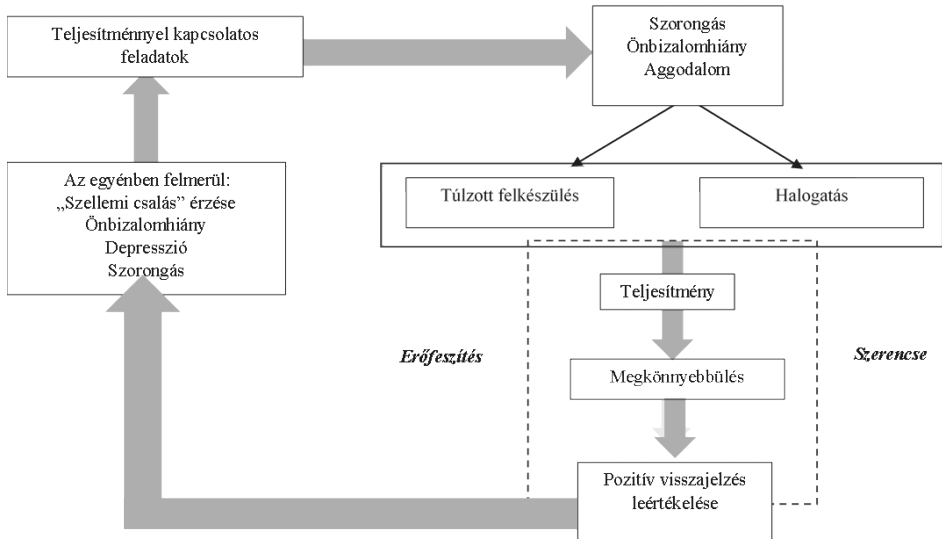 Teljesítménnyel kapcsolatos
feladatok
Szorongás
Önbizalomhiány
Aggodalom
Az egyénben felmerül:
„Szellemi csalás” érzése
Önbizalomhiány
Depresszió
Szorongás
Túlzott felkészülés
Halogatás
Teljesítmény
Erőfeszítés
Szerencse
Megkönnyebbülés
Pozitív visszajelzés
leértékelése